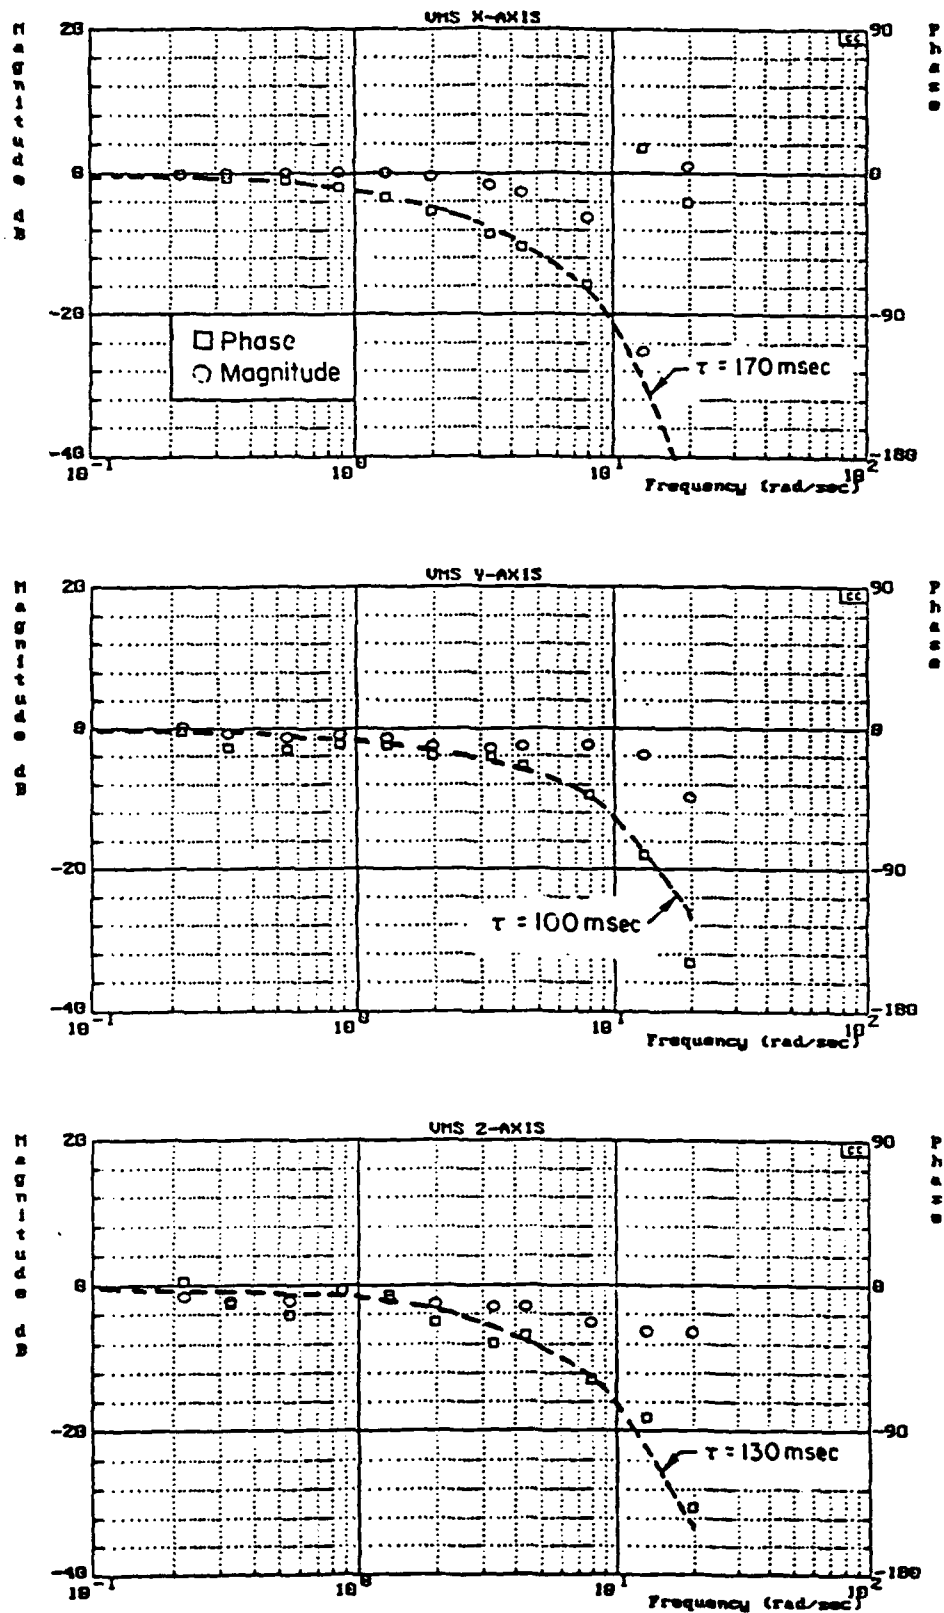 VMS X-AXIS
Magnitude dB
Phase
20
0
-20
-40
90
0
-90
-180
CC
□ Phase
○ Magnitude
τ = 170 msec
10^-1
10^0
10^1
10^2
Frequency (rad/sec)
VMS Y-AXIS
Magnitude dB
Phase
20
0
-20
-40
90
0
-90
-180
CC
τ = 100 msec
10^-1
10^0
10^1
10^2
Frequency (rad/sec)
VMS Z-AXIS
Magnitude dB
Phase
20
0
-20
-40
90
0
-90
-180
CC
τ = 130 msec
10^-1
10^0
10^1
10^2
Frequency (rad/sec)